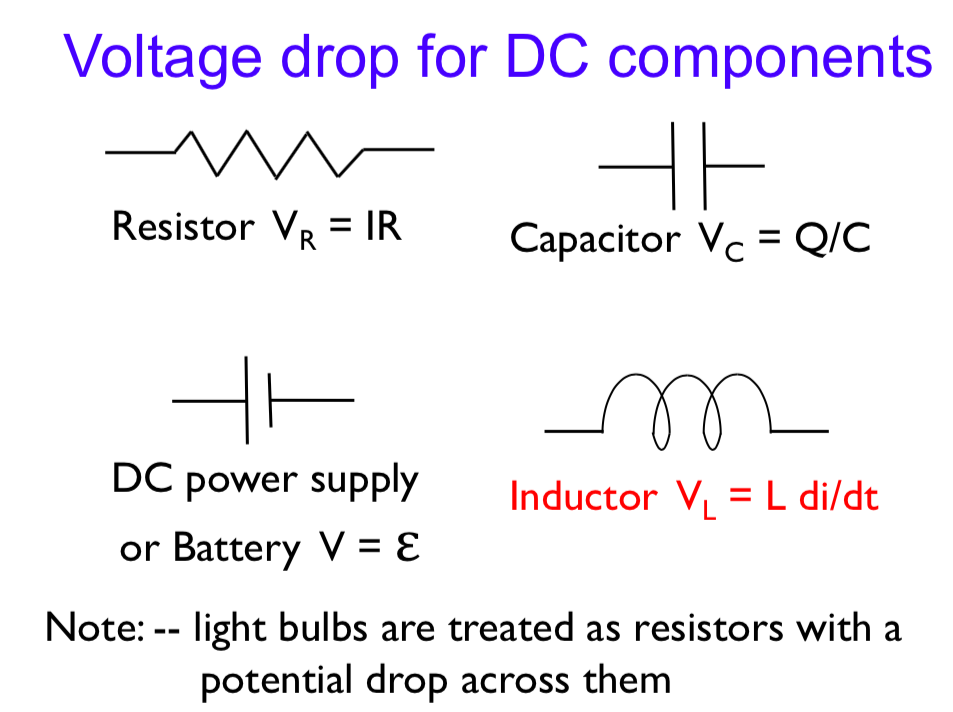 Voltage drop for DC components
Resistor V_R = IR
Capacitor V_C = Q/C
DC power supply
or Battery V = ℇ
Inductor V_L = L di/dt
Note: -- light bulbs are treated as resistors with a
potential drop across them